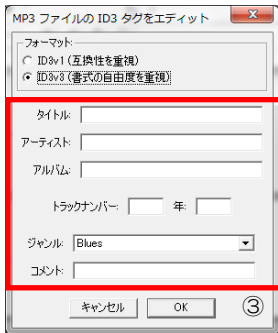 MP3 ファイルの ID3 タグをエディット
フォーマット:
ID3v1 (互換性を重視)
ID3v3 (書式の自由度を重視)
タイトル:
アーティスト:
アルバム:
トラックナンバー: 年:
ジャンル: Blues
コメント:
キャンセル OK ③